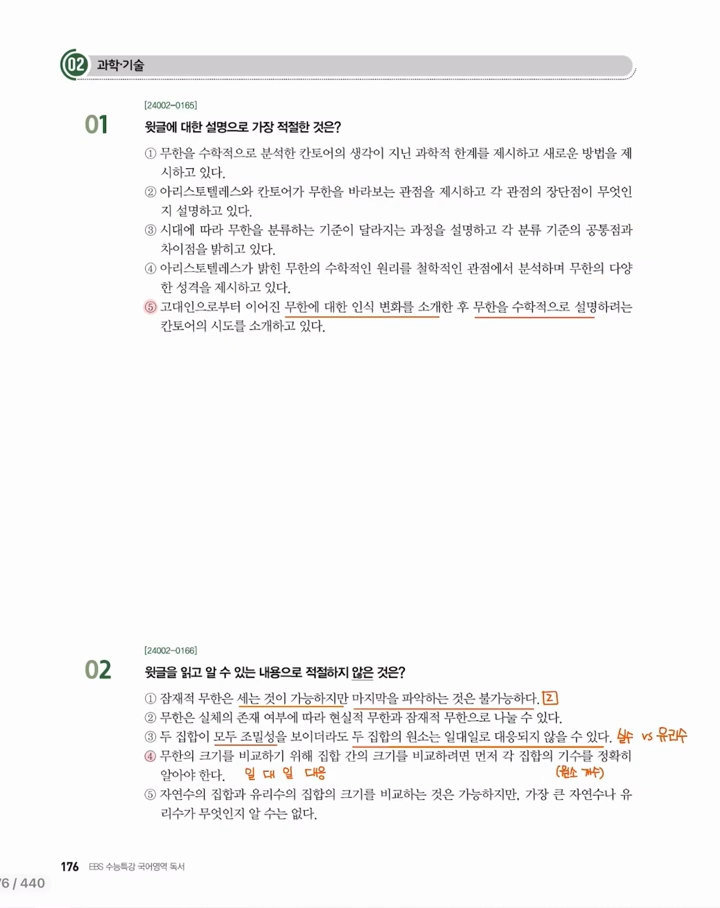 02 과학·기술
[24002-0165]
01 윗글에 대한 설명으로 가장 적절한 것은?
① 무한을 수학적으로 분석한 칸토어의 생각이 지닌 과학적 한계를 제시하고 새로운 방법을 제
시하고 있다.
② 아리스토텔레스와 칸토어가 무한을 바라보는 관점을 제시하고 각 관점의 장단점이 무엇인
지 설명하고 있다.
③ 시대에 따라 무한을 분류하는 기준이 달라지는 과정을 설명하고 각 분류 기준의 공통점과
차이점을 밝히고 있다.
④ 아리스토텔레스가 밝힌 무한의 수학적인 원리를 철학적인 관점에서 분석하며 무한의 다양
한 성격을 제시하고 있다.
⑤ 고대인으로부터 이어진 무한에 대한 인식 변화를 소개한 후 무한을 수학적으로 설명하려는
칸토어의 시도를 소개하고 있다.
[24002-0166]
02 윗글을 읽고 알 수 있는 내용으로 적절하지 않은 것은?
① 잠재적 무한은 세는 것이 가능하지만 마지막을 파악하는 것은 불가능하다. 2
② 무한은 실체의 존재 여부에 따라 현실적 무한과 잠재적 무한으로 나눌 수 있다.
③ 두 집합이 모두 조밀성을 보이더라도 두 집합의 원소는 일대일로 대응되지 않을 수 있다. 실수 vs 유리수
④ 무한의 크기를 비교하기 위해 집합 간의 크기를 비교하려면 먼저 각 집합의 기수를 정확히
알아야 한다. 일 대 일 대응 (원소 개수)
⑤ 자연수의 집합과 유리수의 집합의 크기를 비교하는 것은 가능하지만, 가장 큰 자연수나 유
리수가 무엇인지 알 수는 없다.
176 EBS 수능특강 국어영역 독서
76 / 440